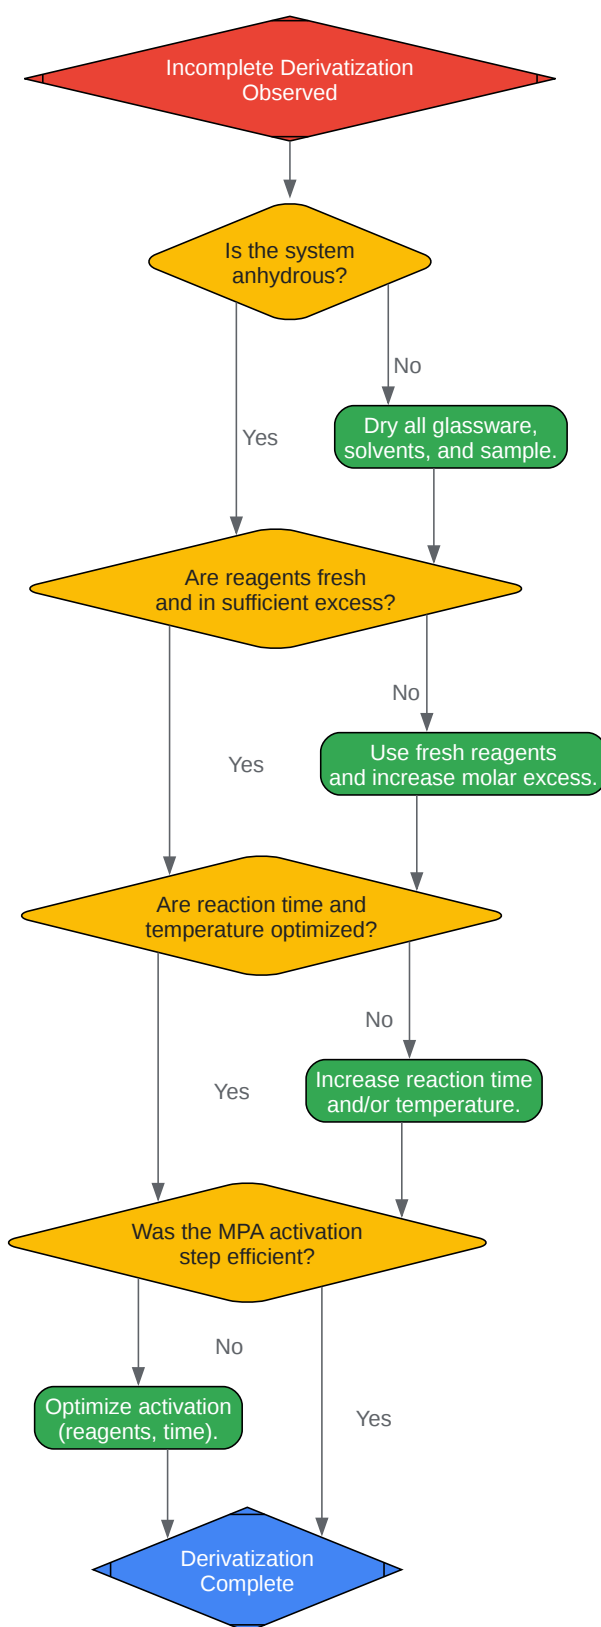 Incomplete Derivatization
Observed
Is the system
anhydrous?
No
Yes
Dry all glassware,
solvents, and sample.
Are reagents fresh
and in sufficient excess?
No
Yes
Use fresh reagents
and increase molar excess.
Are reaction time and
temperature optimized?
No
Yes
Increase reaction time
and/or temperature.
Was the MPA activation
step efficient?
No
Yes
Optimize activation
(reagents, time).
Derivatization
Complete